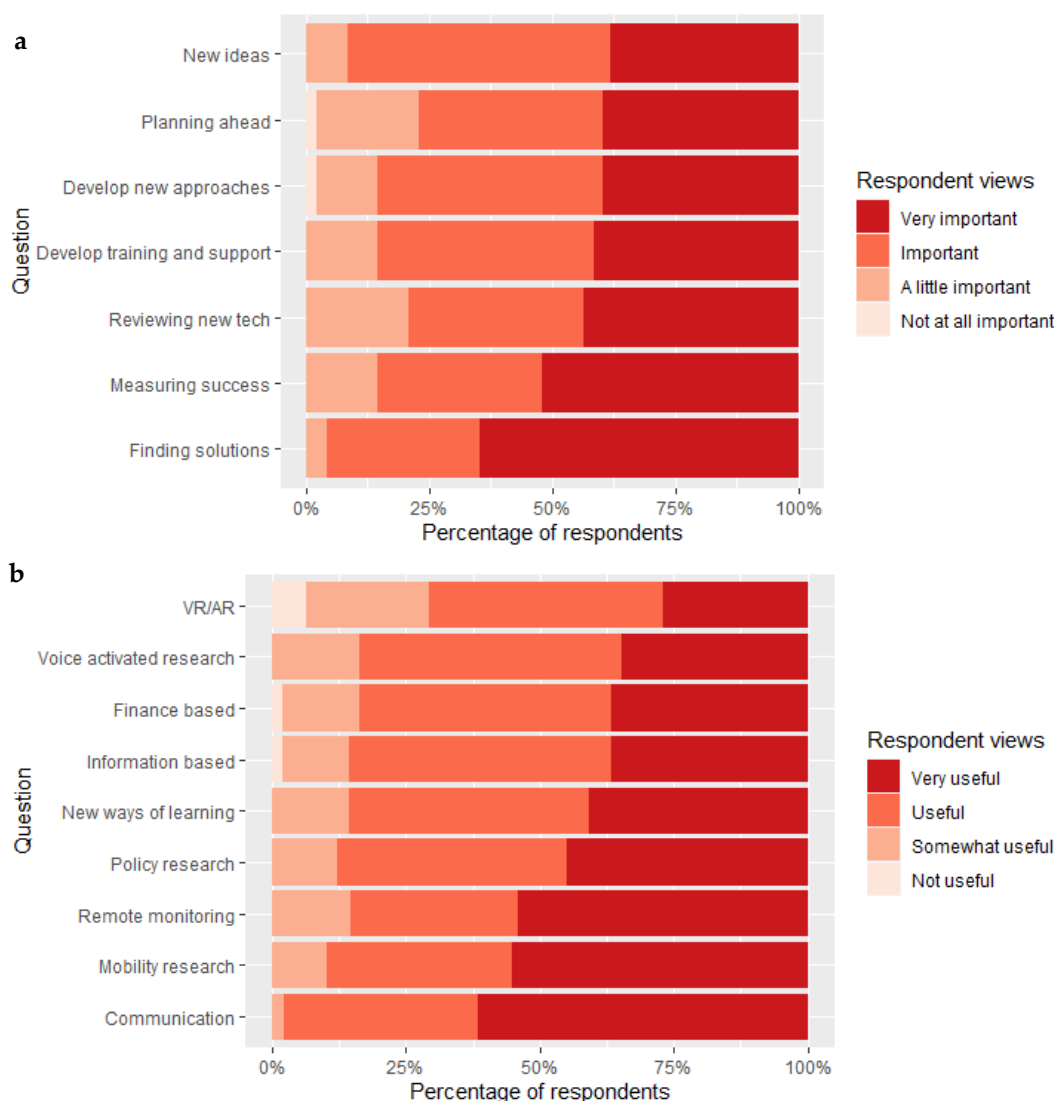 a
New ideas
Planning ahead
Develop new approaches
Develop training and support
Reviewing new tech
Measuring success
Finding solutions
Question
0% 25% 50% 75% 100%
Percentage of respondents
Respondent views
Very important
Important
A little important
Not at all important
b
VR/AR
Voice activated research
Finance based
Information based
New ways of learning
Policy research
Remote monitoring
Mobility research
Communication
Question
0% 25% 50% 75% 100%
Percentage of respondents
Respondent views
Very useful
Useful
Somewhat useful
Not useful